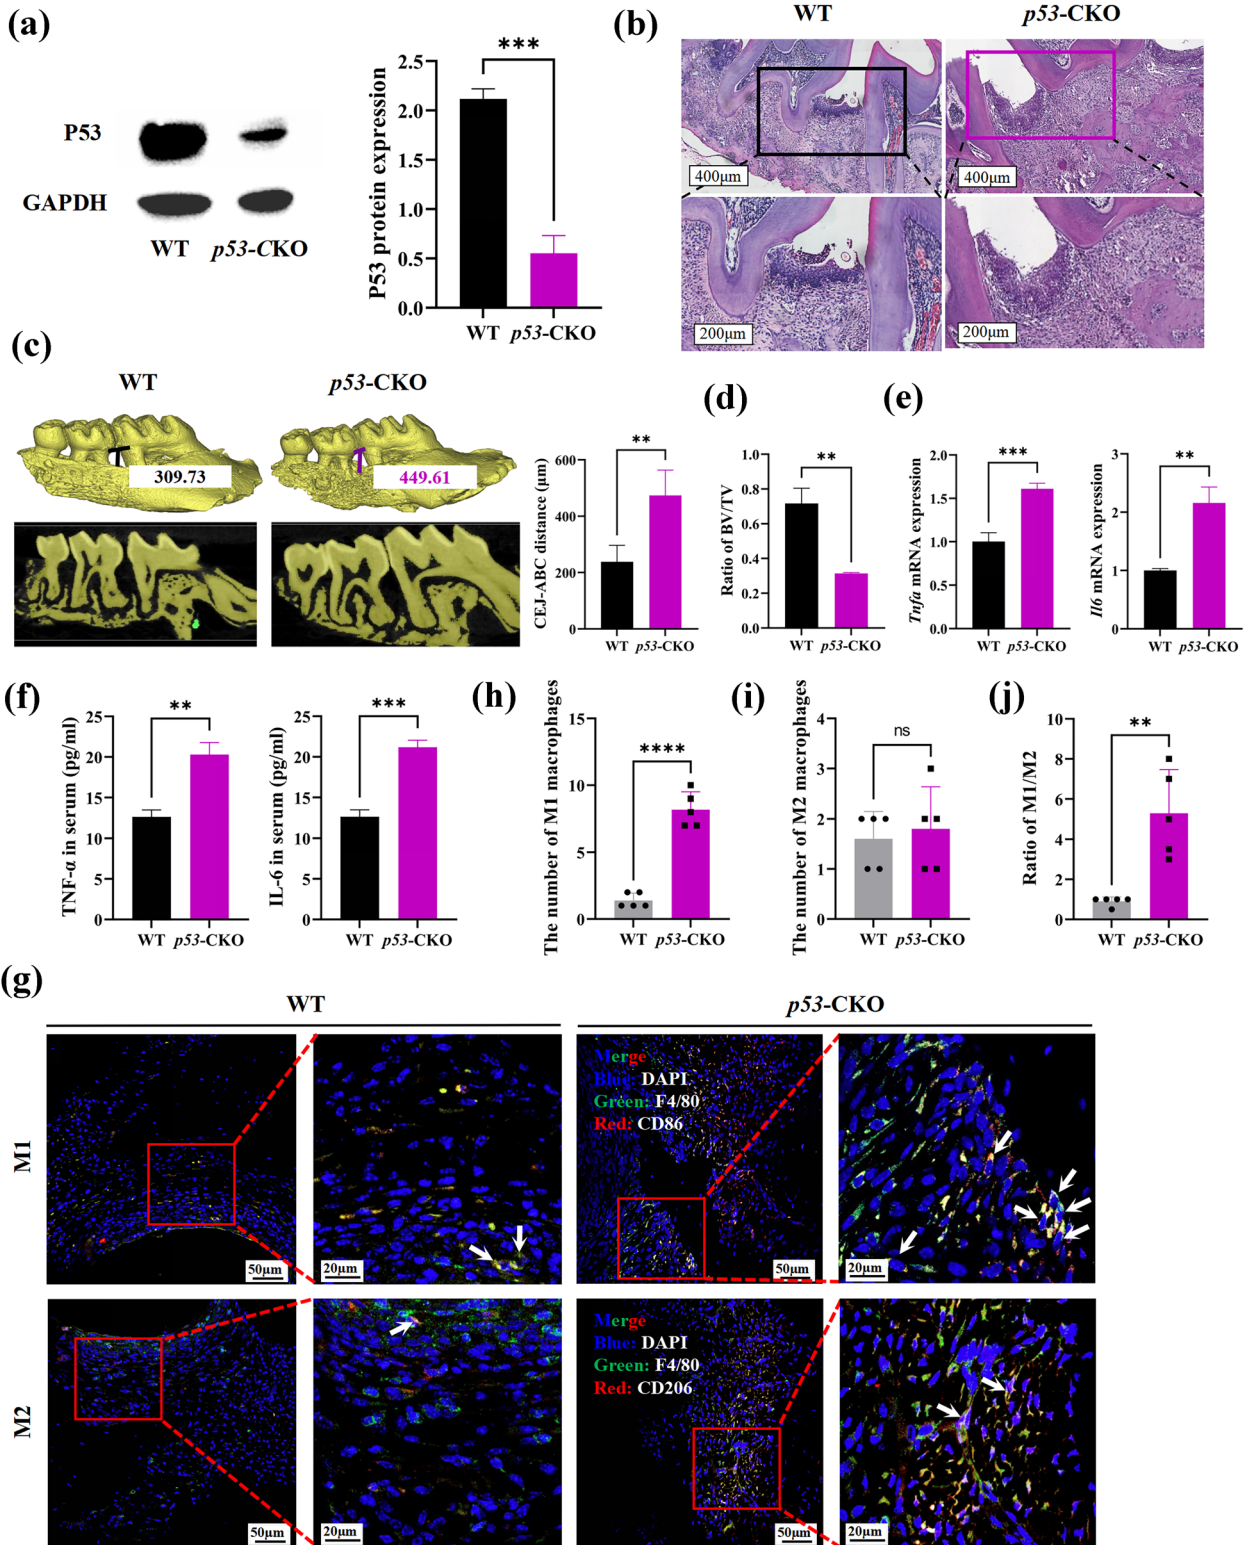 (a)
P53
GAPDH
WT p53-CKO
P53 protein expression
2.5
2.0
1.5
1.0
0.5
0.0
***
WT p53-CKO
(b)
WT p53-CKO
400µm 400µm
200µm 200µm
(c)
WT p53-CKO
309.73 449.61
CEJ-ABC distance (µm)
600
400
200
0
**
WT p53-CKO
(d)
Ratio of BV/TV
1.0
0.8
0.6
0.4
0.2
0.0
**
WT p53-CKO
(e)
Tnfa mRNA expression
2.0
1.5
1.0
0.5
0.0
***
WT p53-CKO
Il6 mRNA expression
3
2
1
0
**
WT p53-CKO
(f)
TNF-α in serum (pg/ml)
25
20
15
10
5
0
**
WT p53-CKO
IL-6 in serum (pg/ml)
25
20
15
10
5
0
***
WT p53-CKO
(h)
The number of M1 macrophages
15
10
5
0
****
WT p53-CKO
(i)
The number of M2 macrophages
4
3
2
1
0
ns
WT p53-CKO
(j)
Ratio of M1/M2
10
8
6
4
2
0
**
WT p53-CKO
(g)
WT p53-CKO
M1
Merge
Blue: DAPI
Green: F4/80
Red: CD86
50µm 20µm 50µm 20µm
M2
Merge
Blue: DAPI
Green: F4/80
Red: CD206
50µm 20µm 50µm 20µm